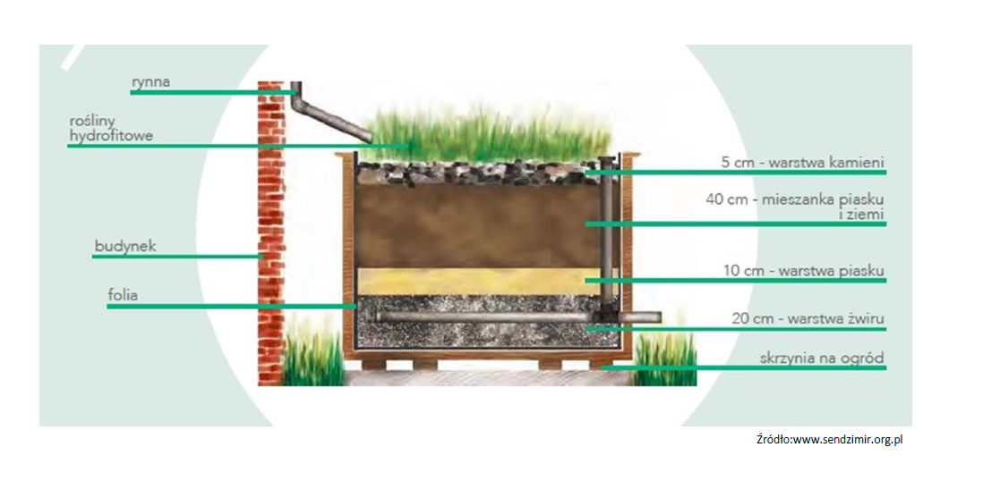 rynna
rośliny
hydrofitowe
budynek
folia
5 cm - warstwa kamieni
40 cm - mieszanka piasku
i ziemi
10 cm - warstwa piasku
20 cm - warstwa żwiru
skrzynia na ogród
Źródło:www.sendzimir.org.pl